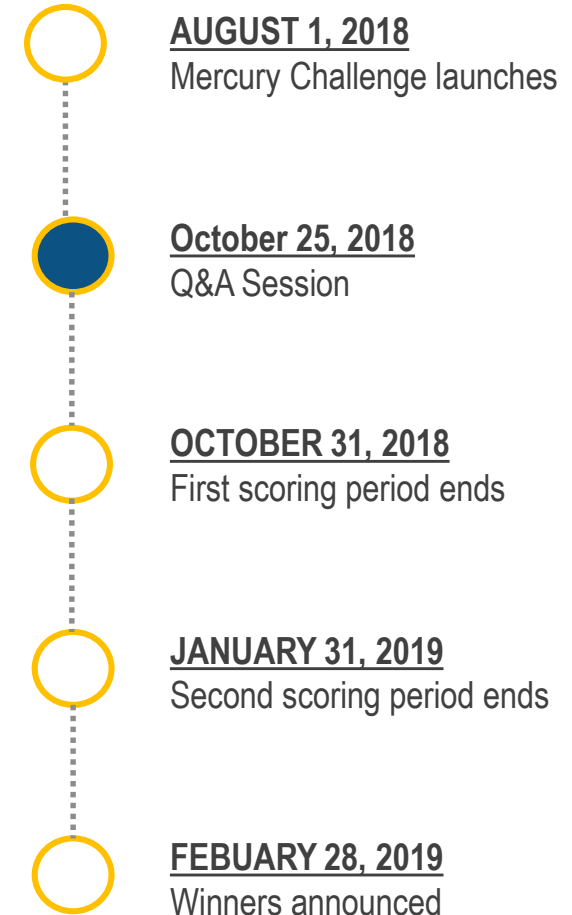 AUGUST 1, 2018
Mercury Challenge launches
October 25, 2018
Q&A Session
OCTOBER 31, 2018
First scoring period ends
JANUARY 31, 2019
Second scoring period ends
FEBUARY 28, 2019
Winners announced